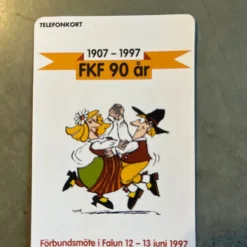 TELEFONKORT
1907 – 1997
FKF 90 år
Förbundsmöte i Falun 12 – 13 juni 1997